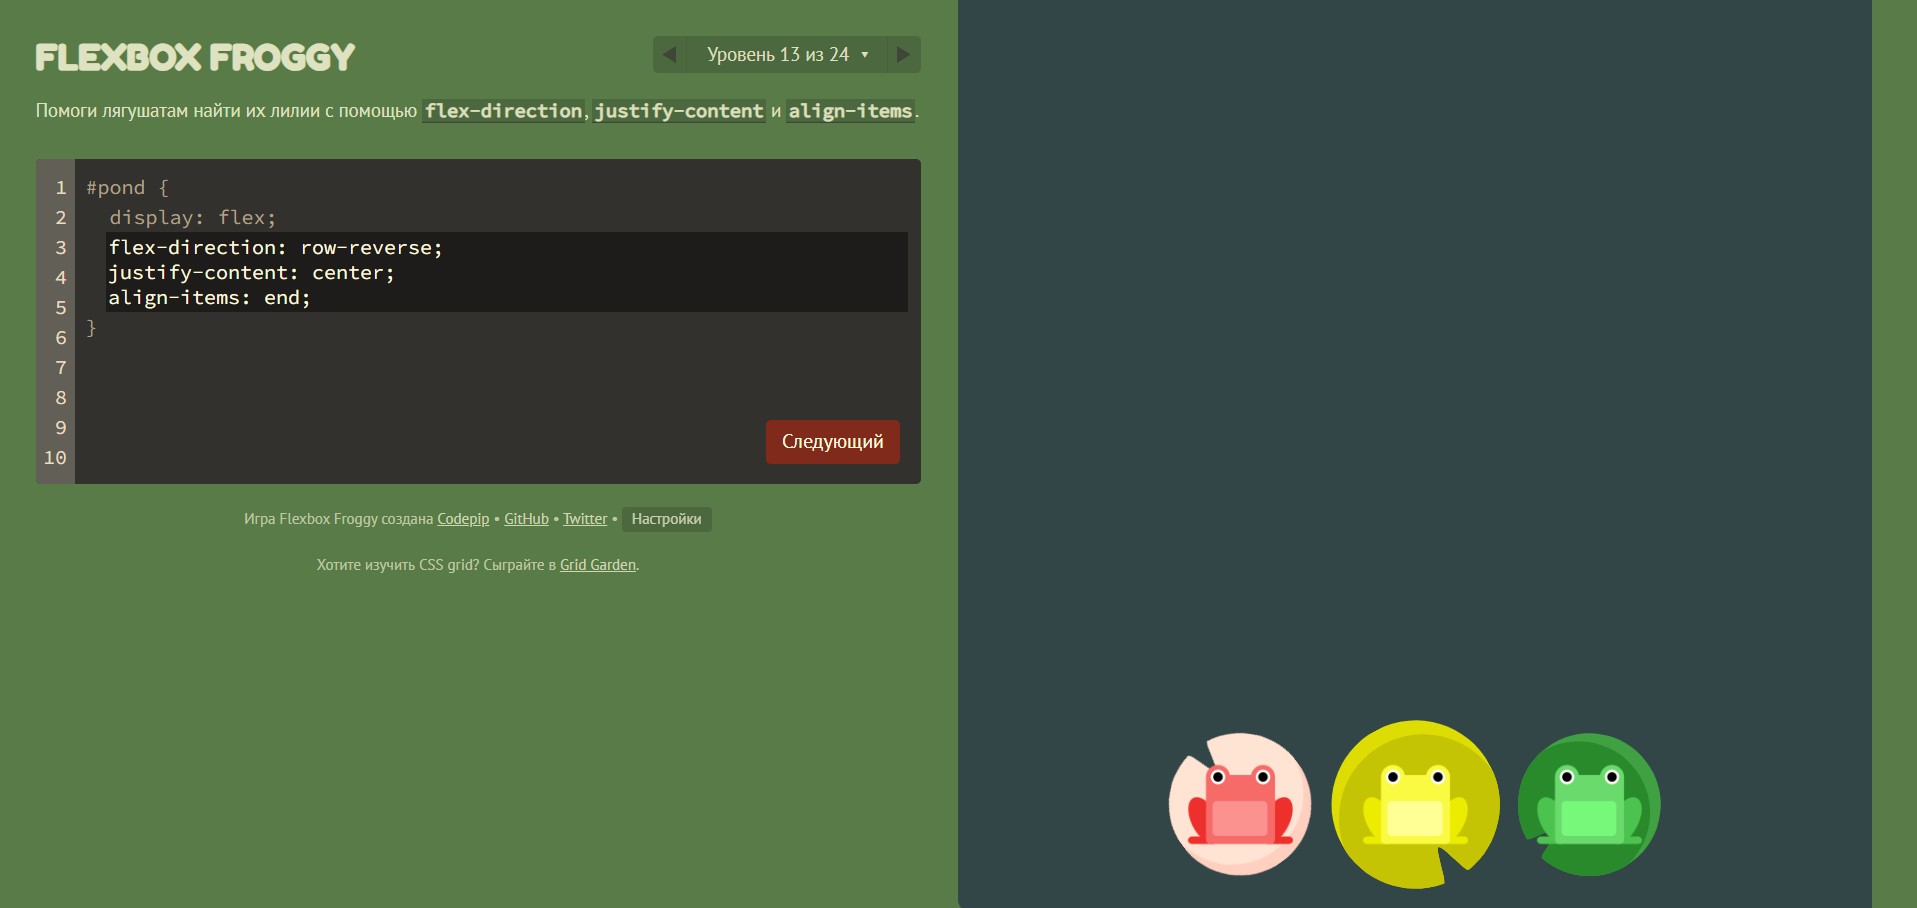 FLEXBOX FROGGY
Уровень 13 из 24 ▼
Помоги лягушатам найти их лилии с помощью flex-direction, justify-content и align-items.
1 #pond {
2 display: flex;
3 flex-direction: row-reverse;
4 justify-content: center;
5 align-items: end;
6 }
7
8
9
10
Следующий
Игра Flexbox Froggy создана Codepip • GitHub • Twitter • Настройки
Хотите изучить CSS grid? Сыграйте в Grid Garden.